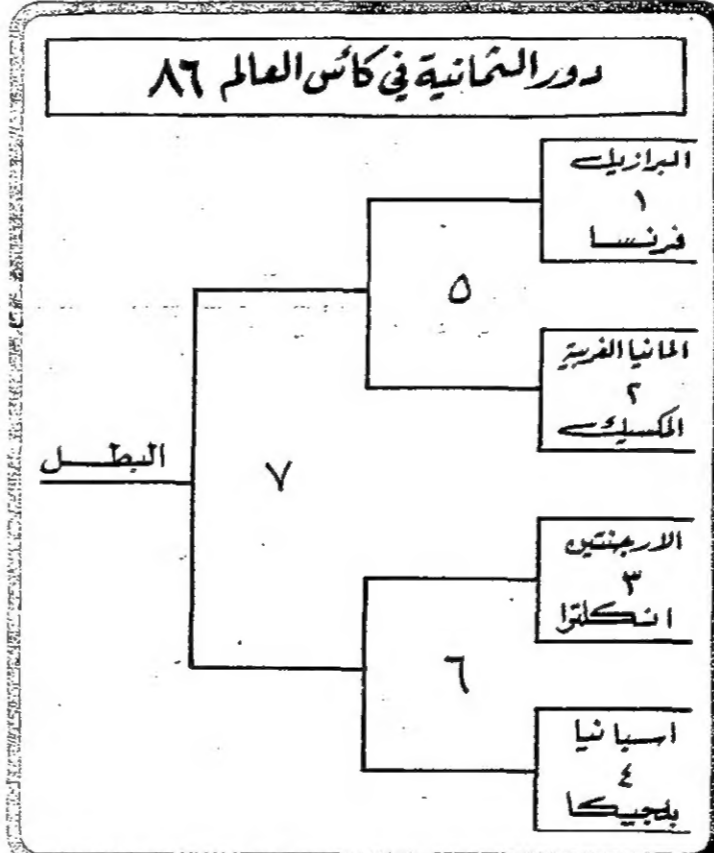 دور الثمانية في كأس العالم ٨٦
البرازيل
١
فرنسا
٥
المانيا الغربية
٢
المكسيك
البطل
٧
الارجنتين
٣
انكلترا
٦
اسبانيا
٤
بلجيكا